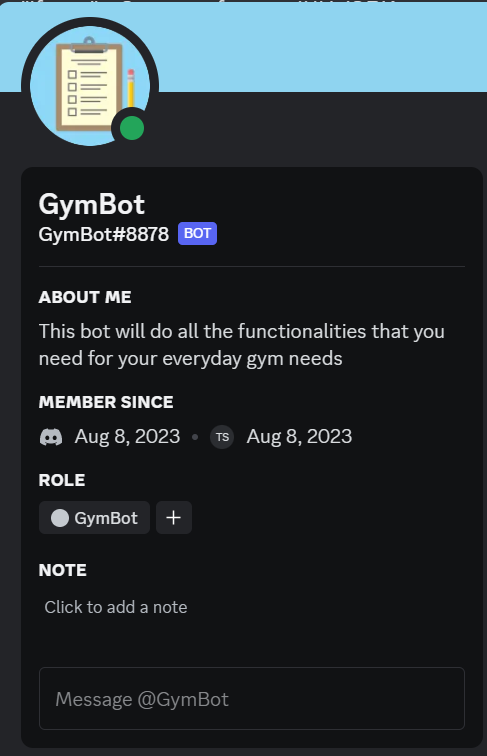 GymBot
GymBot#8878 BOT
ABOUT ME
This bot will do all the functionalities that you
need for your everyday gym needs
MEMBER SINCE
Aug 8, 2023 • TS Aug 8, 2023
ROLE
GymBot +
NOTE
Click to add a note
Message @GymBot